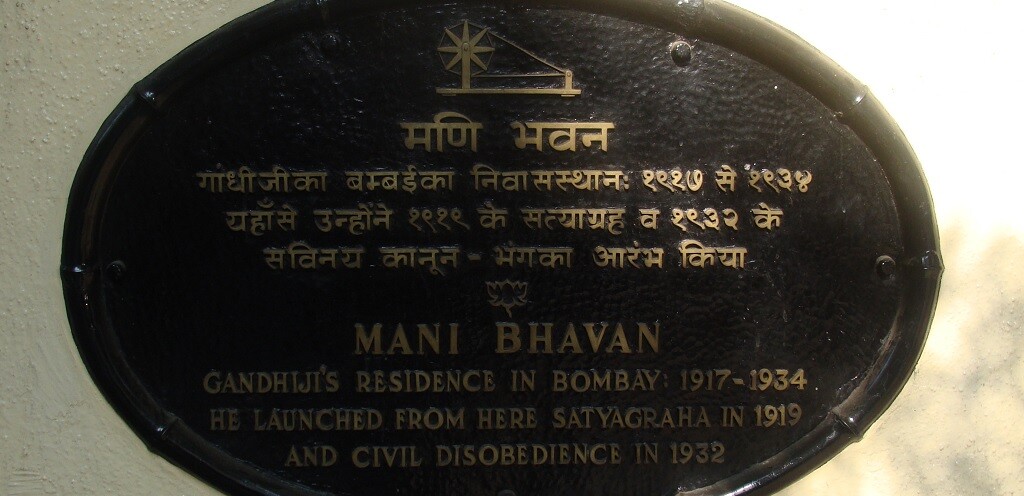 मणि भवन
गांधीजीका बम्बईका निवासस्थान: १९१७ से १९३४
यहाँसे उन्होंने १९१९ के सत्याग्रह व १९३२ के
सविनय कानून - भंगका आरंभ किया
MANI BHAVAN
GANDHIJI'S RESIDENCE IN BOMBAY: 1917-1934
HE LAUNCHED FROM HERE SATYAGRAHA IN 1919
AND CIVIL DISOBEDIENCE IN 1932